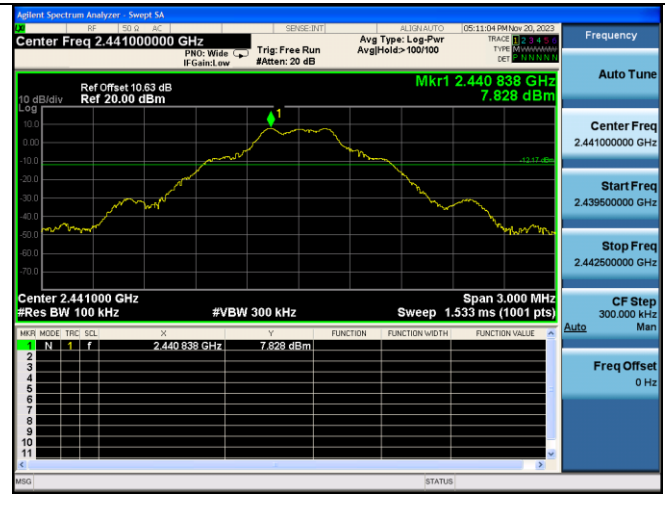 Agilent Spectrum Analyzer - Swept SA
RF 50 Ω AC SENSE:INT ALIGNAUTO 05:11:04 PM Nov 20, 2023
Center Freq 2.441000000 GHz
PNO: Wide
IFGain:Low
Trig: Free Run
#Atten: 20 dB
Avg Type: Log-Pwr
Avg|Hold:> 100/100
TRACE 1 2 3 4 5 6
TYPE M
DET P N N N N N
Ref Offset 10.63 dB
Ref 20.00 dBm
10 dB/div
Log
Mkr1 2.440 838 GHz
7.828 dBm
1
10.0
0.00
-10.0
-20.0
-30.0
-40.0
-50.0
-60.0
-70.0
-12.17 dBm
Center 2.441000 GHz
#Res BW 100 kHz
#VBW 300 kHz
Span 3.000 MHz
Sweep 1.533 ms (1001 pts)
MKR MODE TRC SCL X Y FUNCTION FUNCTION WIDTH FUNCTION VALUE
1 N 1 f 2.440 838 GHz 7.828 dBm
2
3
4
5
6
7
8
9
10
11
MSG
STATUS
Frequency
Auto Tune
Center Freq
2.441000000 GHz
Start Freq
2.439500000 GHz
Stop Freq
2.442500000 GHz
CF Step
300.000 kHz
Auto Man
Freq Offset
0 Hz